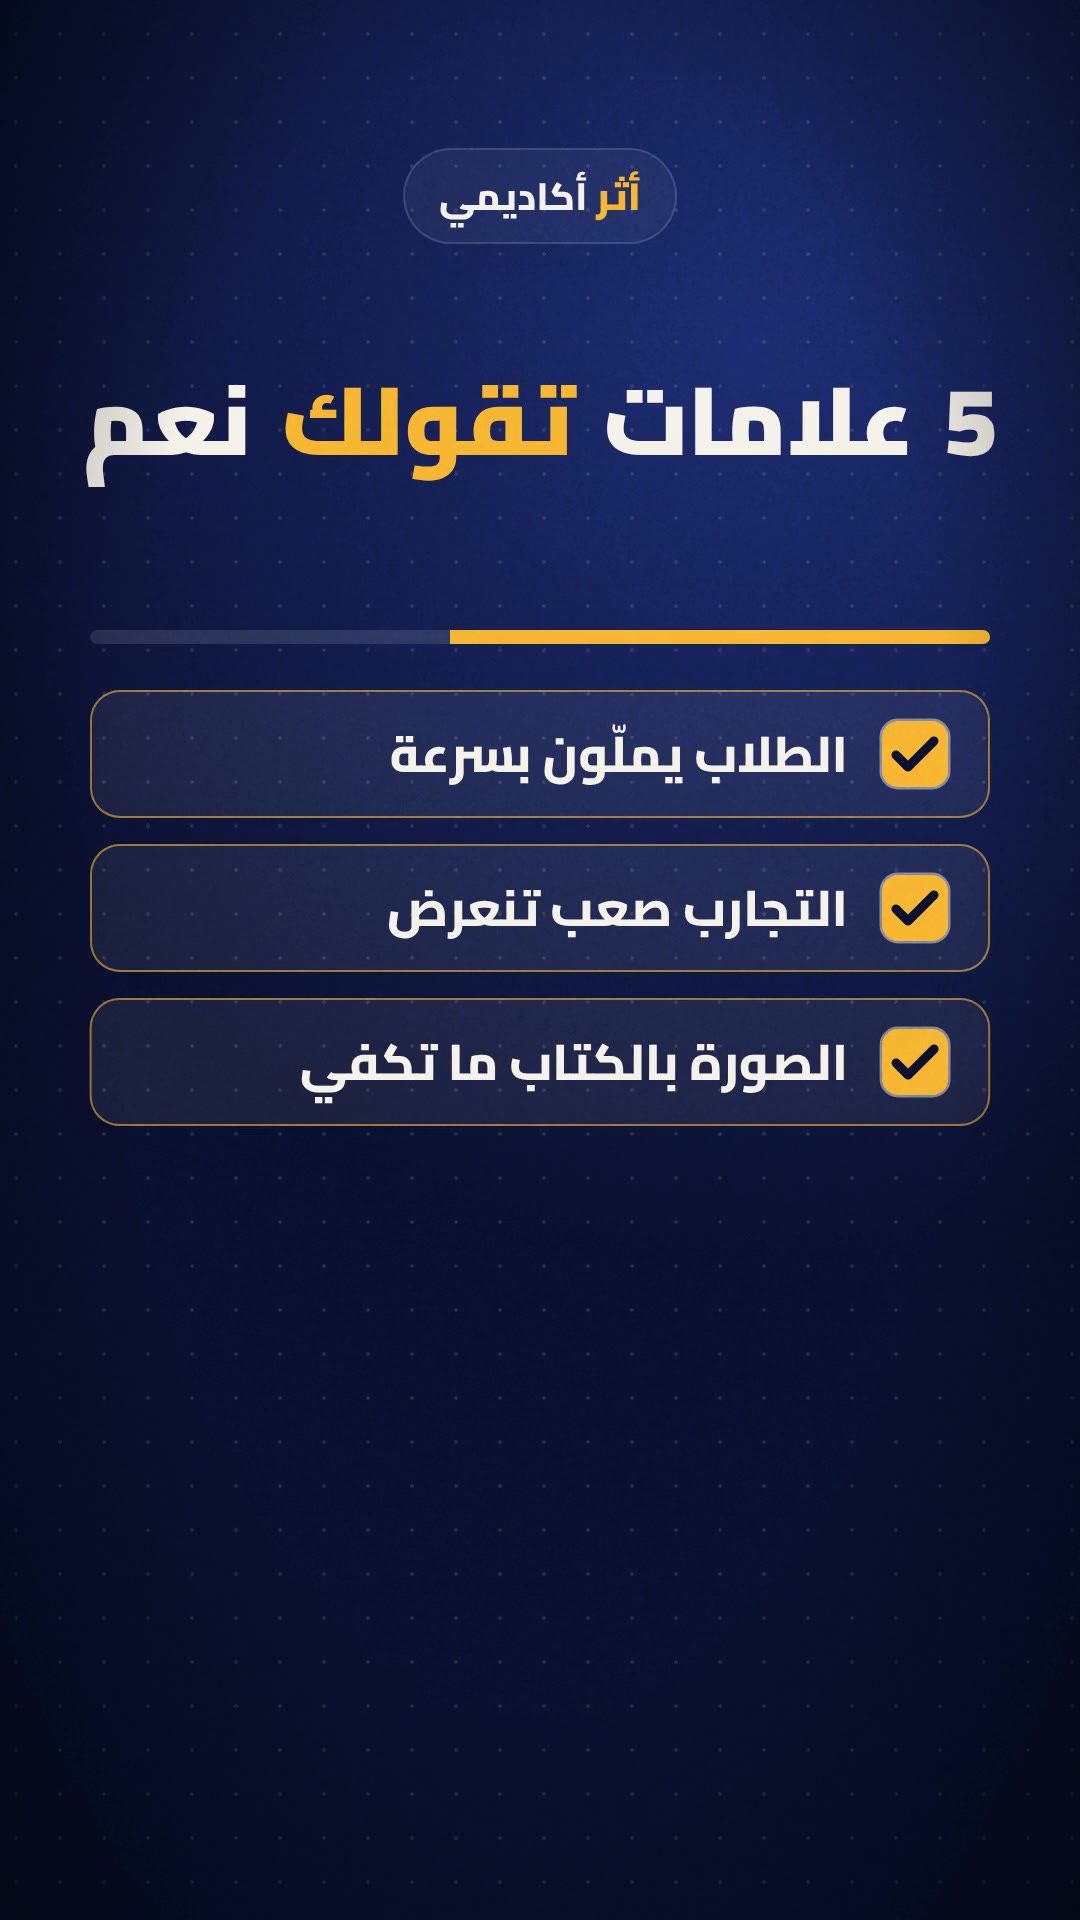 أثر أكاديمي
5 علامات تقولك نعم
الطلاب يملّون بسرعة
التجارب صعب تنعرض
الصورة بالكتاب ما تكفي